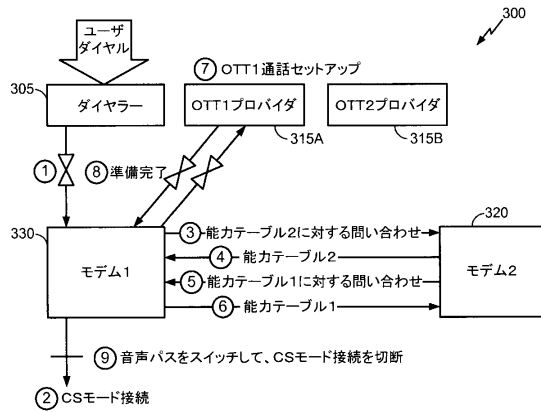 300
ユーザ
ダイヤル
⑦ OTT1通話セットアップ
305
ダイヤラー
OTT1プロバイダ
OTT2プロバイダ
315A
315B
①
⑧ 準備完了
330
320
モデム1
モデム2
③ 能力テーブル2に対する問い合わせ
④ 能力テーブル2
⑤ 能力テーブル1に対する問い合わせ
⑥ 能力テーブル1
⑨ 音声パスをスイッチして、CSモード接続を切断
② CSモード接続